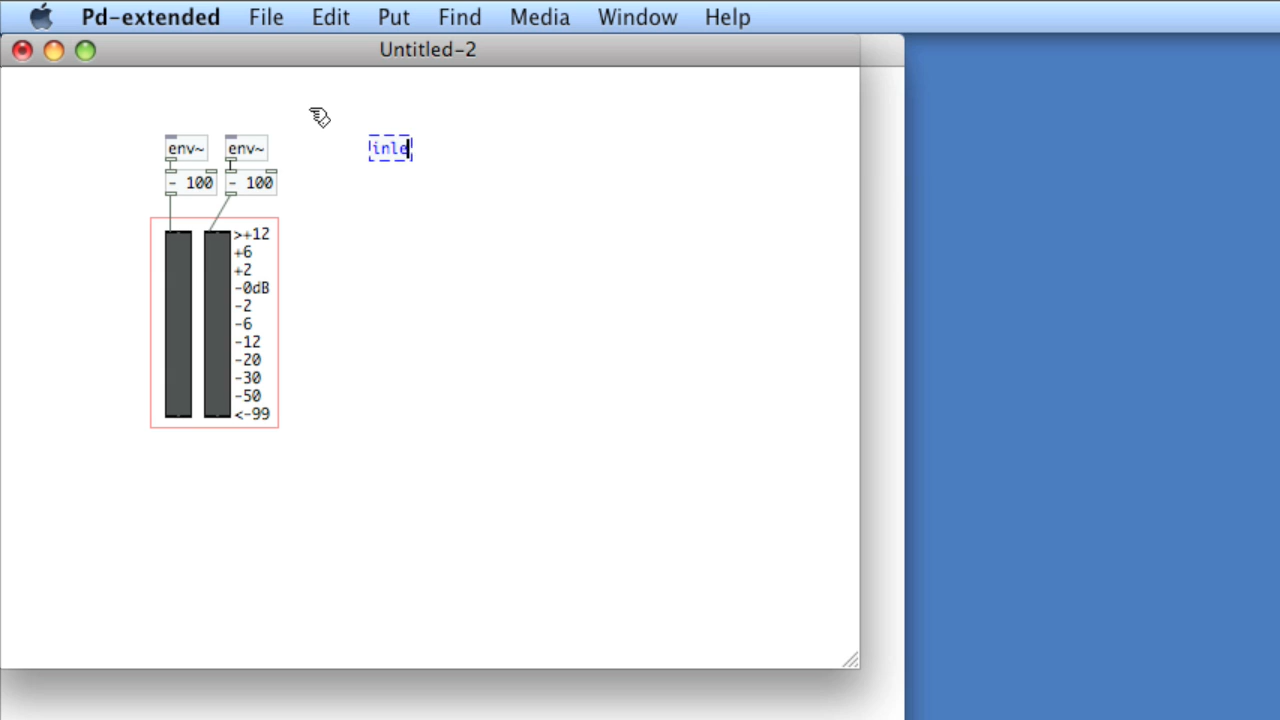 Pd-extended File Edit Put Find Media Window Help
Untitled-2
env~ env~ inle
- 100 - 100
>+12
+6
+2
-0dB
-2
-6
-12
-20
-30
-50
<-99